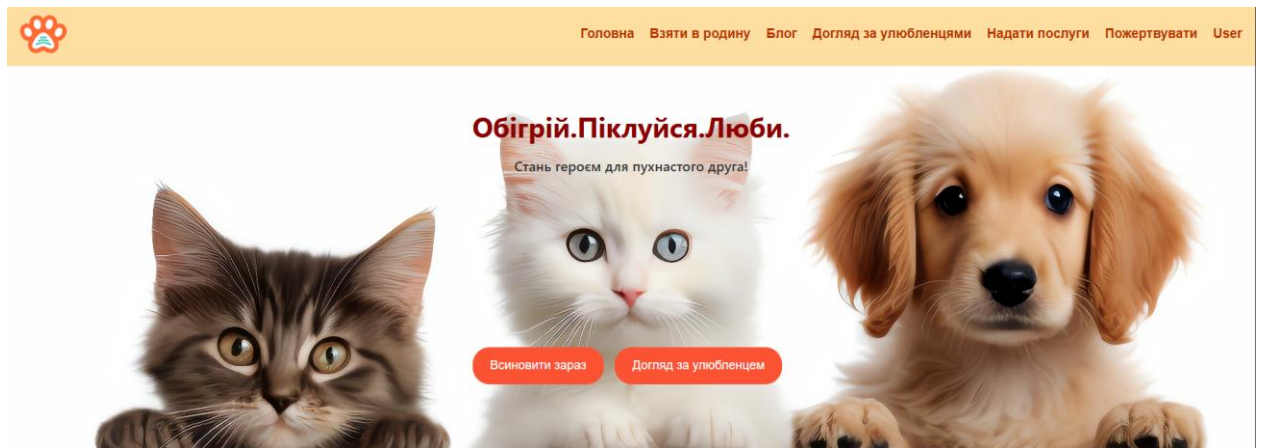 Головна Взяти в родину Блог Догляд за улюбленцями Надати послуги Пожертвувати User
Обігрій.Піклуйся.Люби.
Стань героєм для пухнастого друга!
Всиновити зараз Догляд за улюбленцем